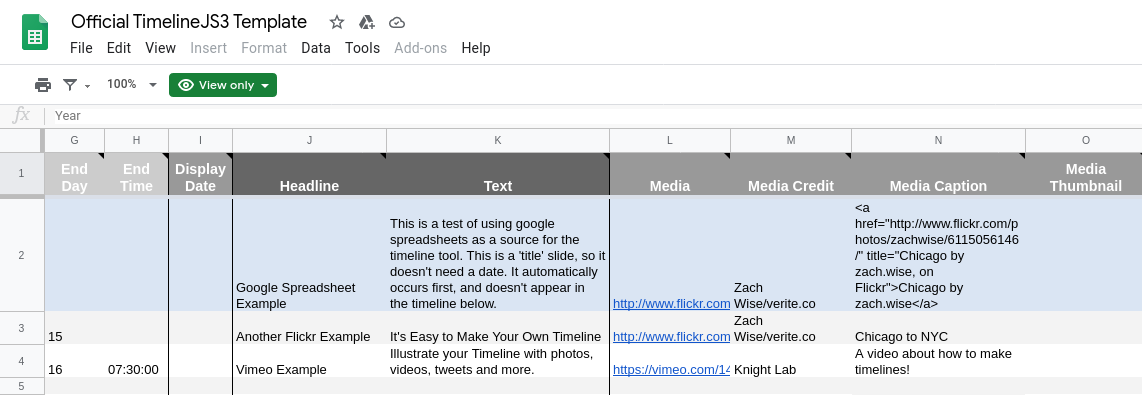 Official TimelineJS3 Template
File Edit View Insert Format Data Tools Add-ons Help
100% View only
fx Year
G H I J K L M N O
1 End Day End Time Display Date Headline Text Media Media Credit Media Caption Media Thumbnail
2
Google Spreadsheet
Example
This is a test of using google
spreadsheets as a source for the
timeline tool. This is a 'title' slide, so it
doesn't need a date. It automatically
occurs first, and doesn't appear in
the timeline below.
http://www.flickr.com
Zach
Wise/verite.co
<a
href="http://www.flickr.com/p
hotos/zachwise/6115056146
/" title="Chicago by
zach.wise, on
Flickr">Chicago by
zach.wise</a>
3
15
Another Flickr Example
It's Easy to Make Your Own Timeline
http://www.flickr.com
Zach
Wise/verite.co
Chicago to NYC
4
16
07:30:00
Vimeo Example
Illustrate your Timeline with photos,
videos, tweets and more.
https://vimeo.com/14
Knight Lab
A video about how to make
timelines!
5